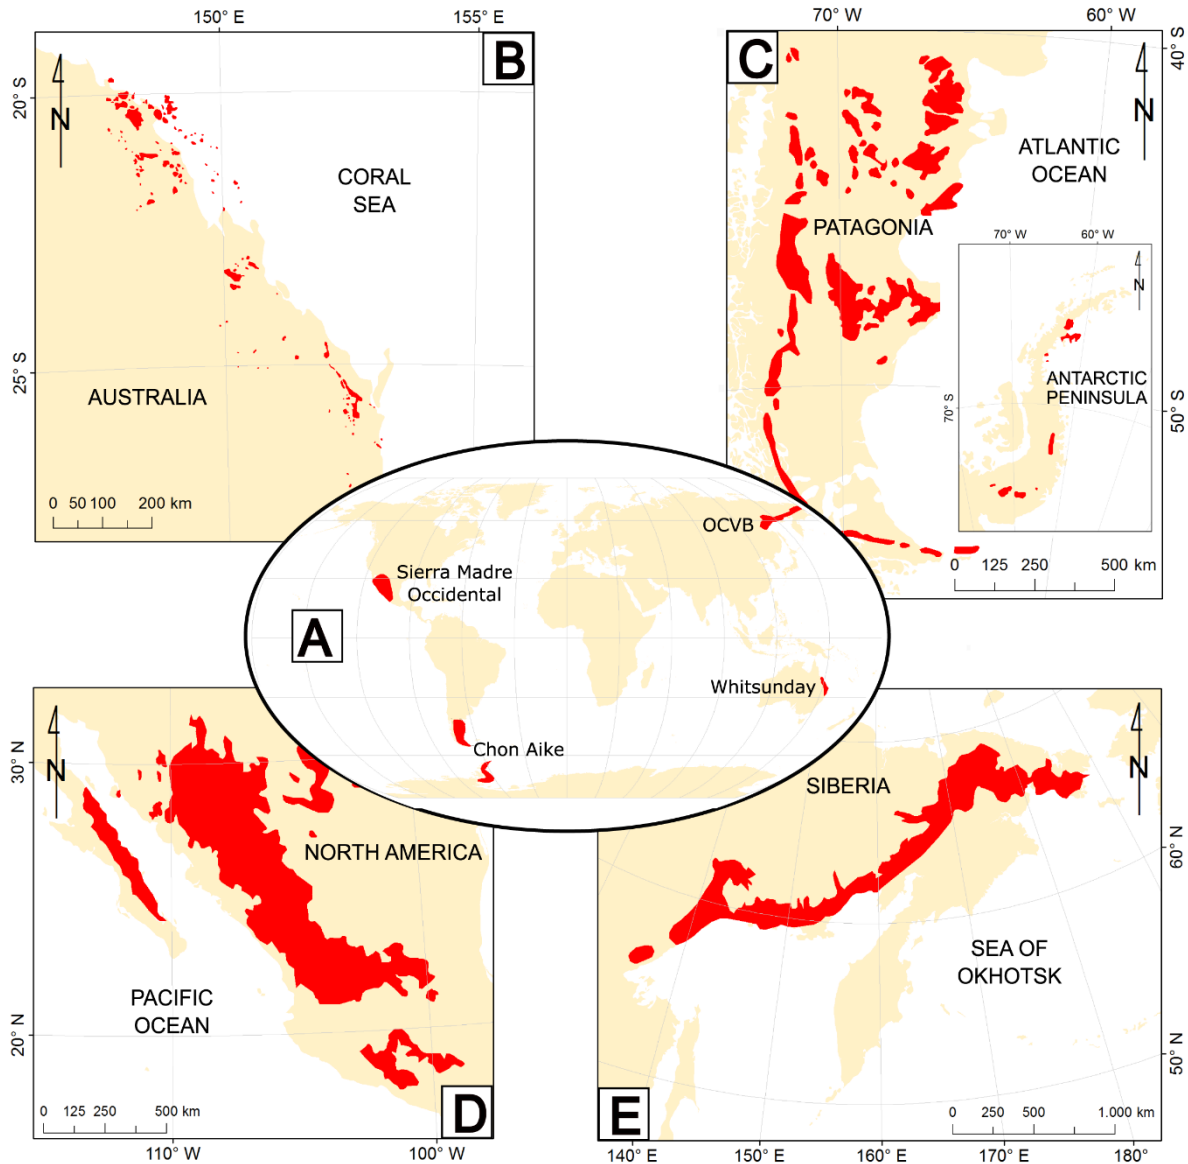 150° E
155° E
B
20° S
N
CORAL
SEA
AUSTRALIA
25° S
0 50 100 200 km
70° W
60° W
C
40° S
N
ATLANTIC
OCEAN
PATAGONIA
70° W
60° W
N
ANTARCTIC
PENINSULA
70° S
50° S
0 125 250 500 km
A
OCVB
Sierra Madre
Occidental
Whitsunday
Chon Aike
30° N
N
NORTH AMERICA
PACIFIC
OCEAN
20° N
0 125 250 500 km
D
110° W
100° W
SIBERIA
N
60° N
SEA OF
OKHOTSK
50° N
E
0 250 500 1.000 km
140° E
150° E
160° E
170° E
180°